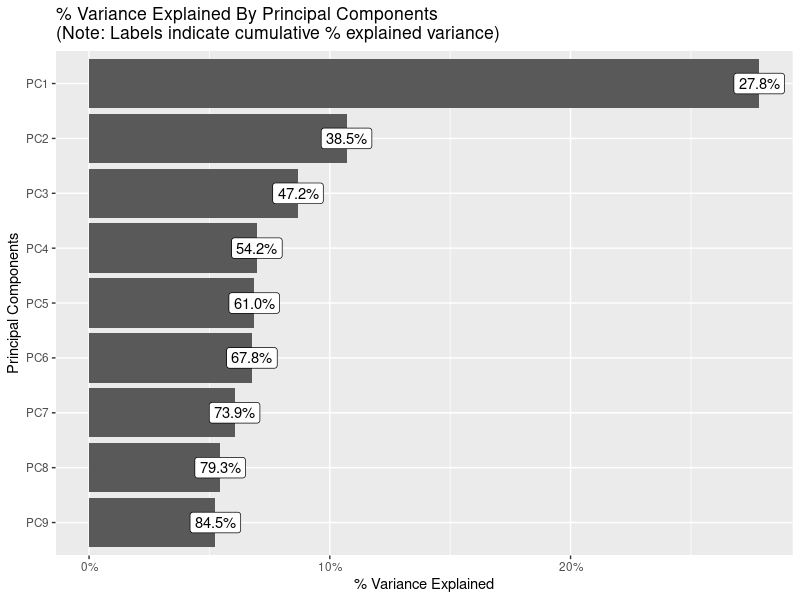 % Variance Explained By Principal Components
(Note: Labels indicate cumulative % explained variance)
Principal Components
PC1
27.8%
PC2
38.5%
PC3
47.2%
PC4
54.2%
PC5
61.0%
PC6
67.8%
PC7
73.9%
PC8
79.3%
PC9
84.5%
0%
10%
20%
% Variance Explained